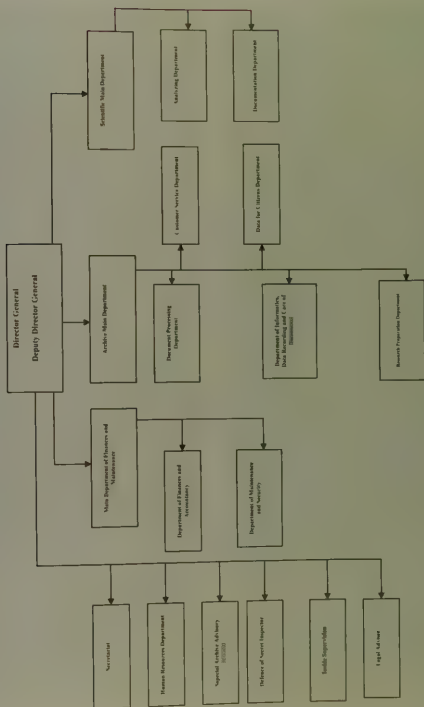 Director General
Deputy Director General
Main Department of Finances and
Maintenance
Archive Main Department
Scientific Main Department
Department of Finances and
Accountancy
Department of Maintenance
and Security
Document Processing
Department
Customer Service Department
Department of Informatics,
Data Recording and Care of
Data for Citizens Department
Research Preparation Department
Department
Documentation Department
Secretariat
Human Resources Department
Special Archive Advisory
Defence of Secret Inspector
Inside Supervision
Legal Advisor